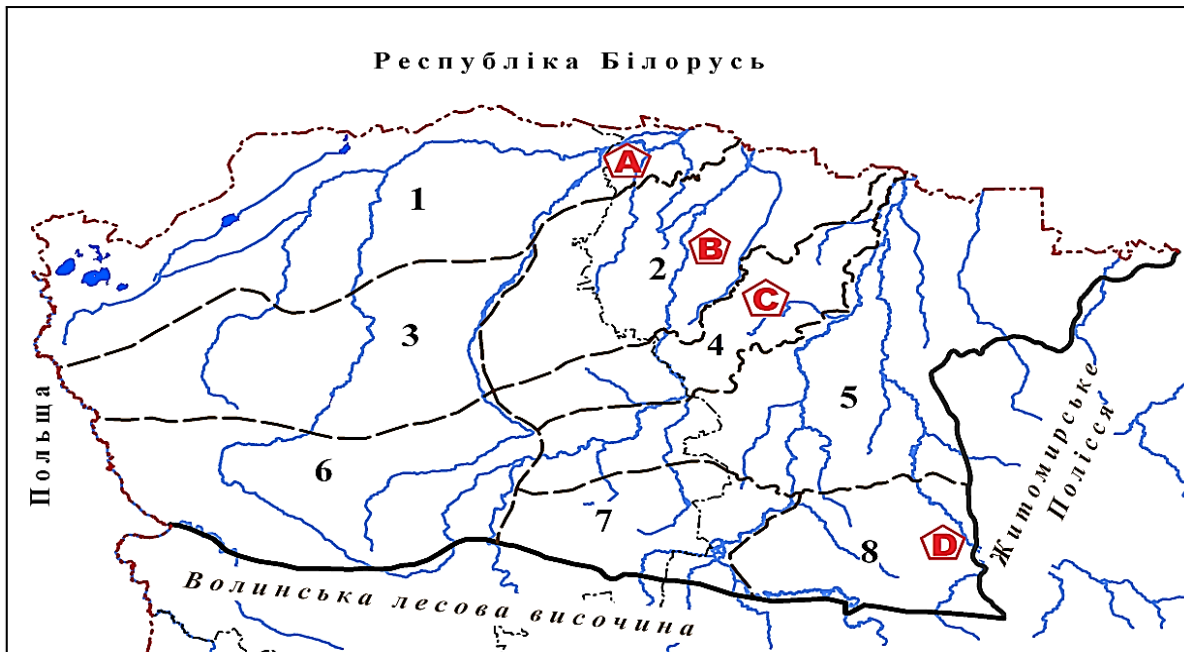 Республіка Білорусь
A
1
B
2
C
3
4
Польща
5
Житомирське
Полісся
6
7
D
8
Волинська лесова височина